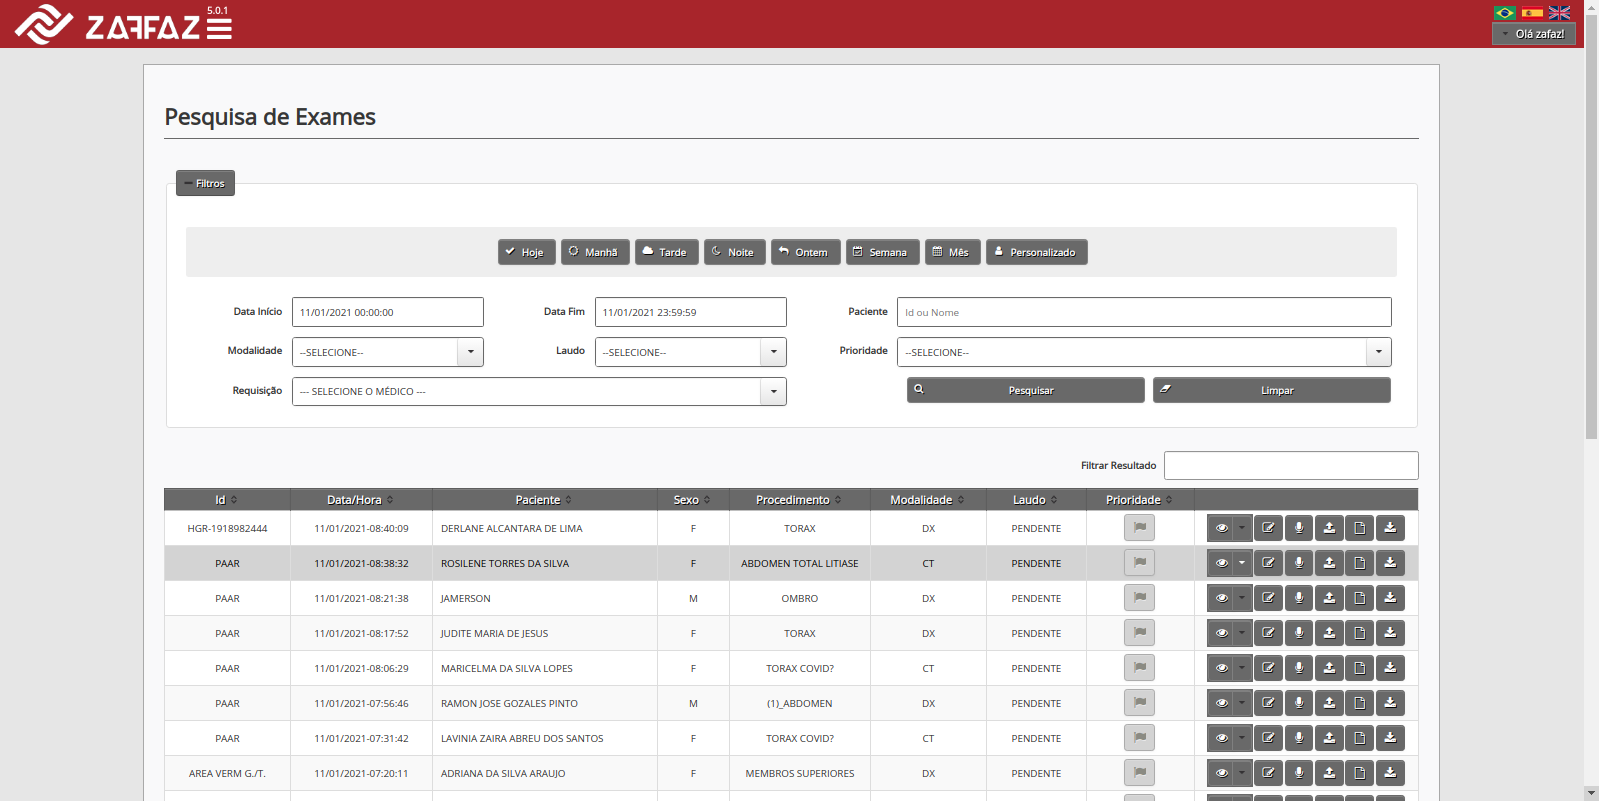 ZAFFAZ 5.0.1
Olá zafaz!
Pesquisa de Exames
Filtros
Hoje Manhã Tarde Noite Ontem Semana Mês Personalizado
Data Início 11/01/2021 00:00:00 Data Fim 11/01/2021 23:59:59 Paciente Id ou Nome
Modalidade --SELECIONE-- Laudo --SELECIONE-- Prioridade --SELECIONE--
Requisição --- SELECIONE O MÉDICO --- Pesquisar Limpar
Filtrar Resultado
Id Data/Hora Paciente Sexo Procedimento Modalidade Laudo Prioridade
HGR-1918982444 11/01/2021-08:40:09 DERLANE ALCANTARA DE LIMA F TORAX DX PENDENTE
PAAR 11/01/2021-08:38:32 ROSILENE TORRES DA SILVA F ABDOMEN TOTAL LITIASE CT PENDENTE
PAAR 11/01/2021-08:21:38 JAMERSON M OMBRO DX PENDENTE
PAAR 11/01/2021-08:17:52 JUDITE MARIA DE JESUS F TORAX DX PENDENTE
PAAR 11/01/2021-08:06:29 MARICELMA DA SILVA LOPES F TORAX COVID? CT PENDENTE
PAAR 11/01/2021-07:56:46 RAMON JOSE GOZALES PINTO M (1)_ABDOMEN DX PENDENTE
PAAR 11/01/2021-07:31:42 LAVINIA ZAIRA ABREU DOS SANTOS F TORAX COVID? CT PENDENTE
AREA VERM G./T. 11/01/2021-07:20:11 ADRIANA DA SILVA ARAUJO F MEMBROS SUPERIORES DX PENDENTE